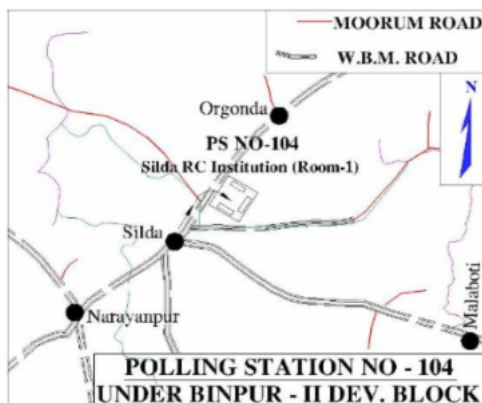 MOORUM ROAD
W.B.M. ROAD
N
Orgonda
PS NO-104
Silda RC Institution (Room-1)
Silda
Narayanpur
Malaboti
POLLING STATION NO - 104
UNDER BINPUR - II DEV. BLOCK